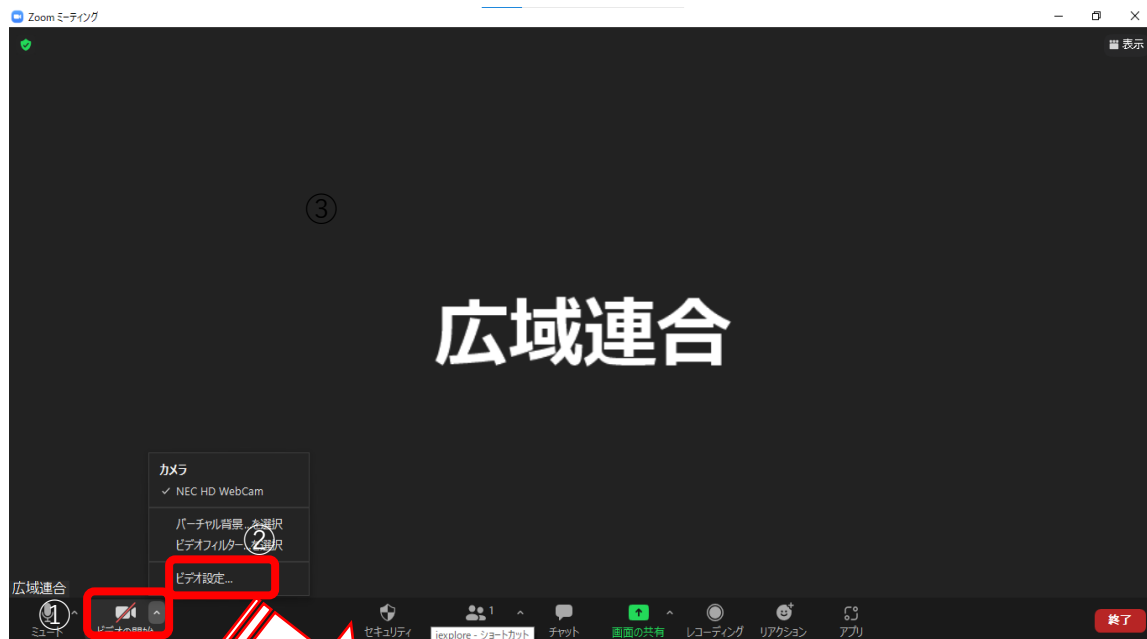 Zoom ミーティング
表示
③
広域連合
カメラ
✓ NEC HD WebCam
バーチャル背景...を選択
ビデオフィルター...を選択
②
ビデオ設定...
広域連合
①
ミュート
ビデオの開始
セキュリティ
1
チャット
画面の共有
レコーディング
リアクション
アプリ
終了
iexplore - ショートカット